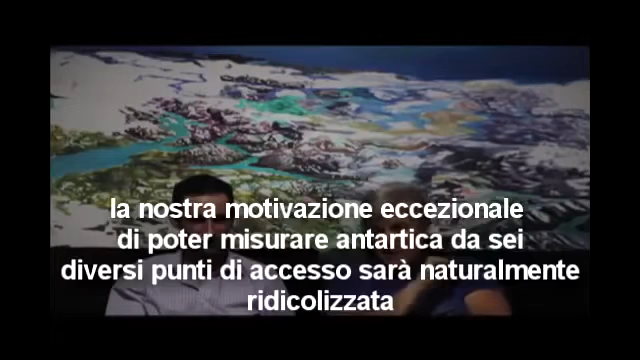 la nostra motivazione eccezionale
di poter misurare antartica da sei
diversi punti di accesso sarà naturalmente
ridicolizzata